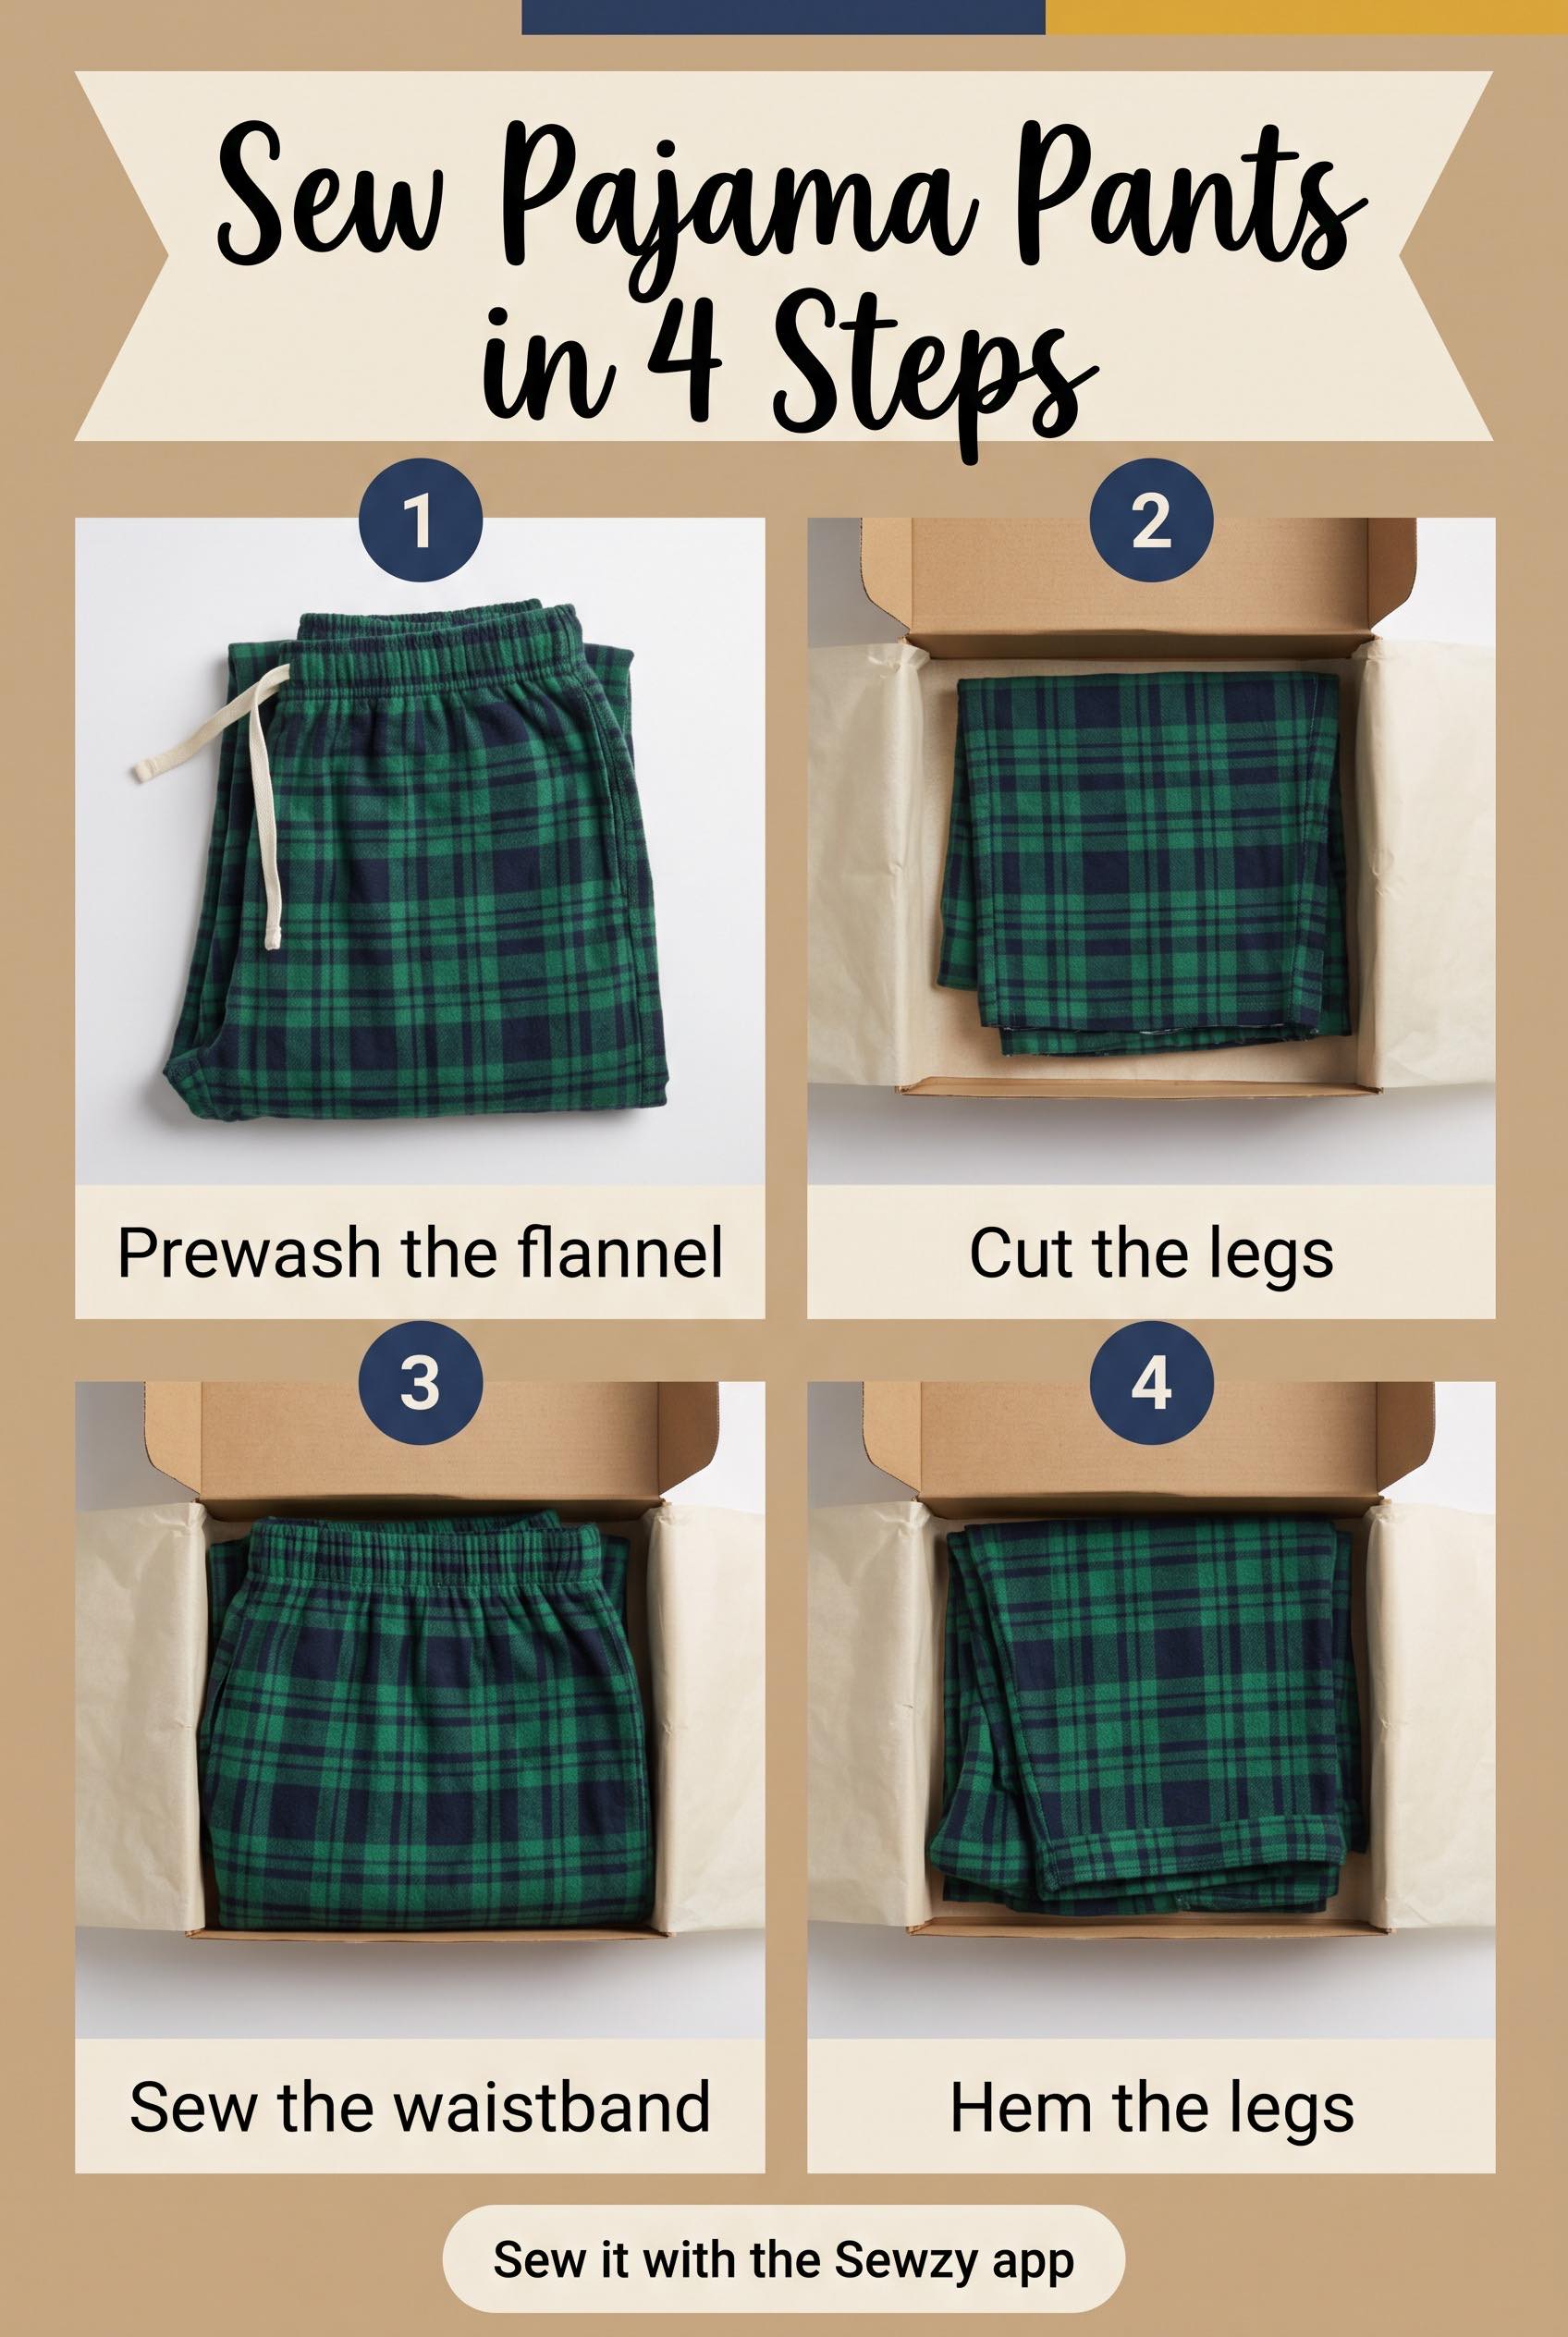 Sew Pajama Pants
in 4 Steps
1
Prewash the flannel
2
Cut the legs
3
Sew the waistband
4
Hem the legs
Sew it with the Sewzy app